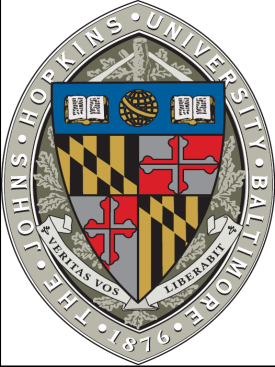 THE · JOHNS · HOPKINS · UNIVERSITY · BALTIMORE ·
VERITAS VOS LIBERABIT
· 1876 ·